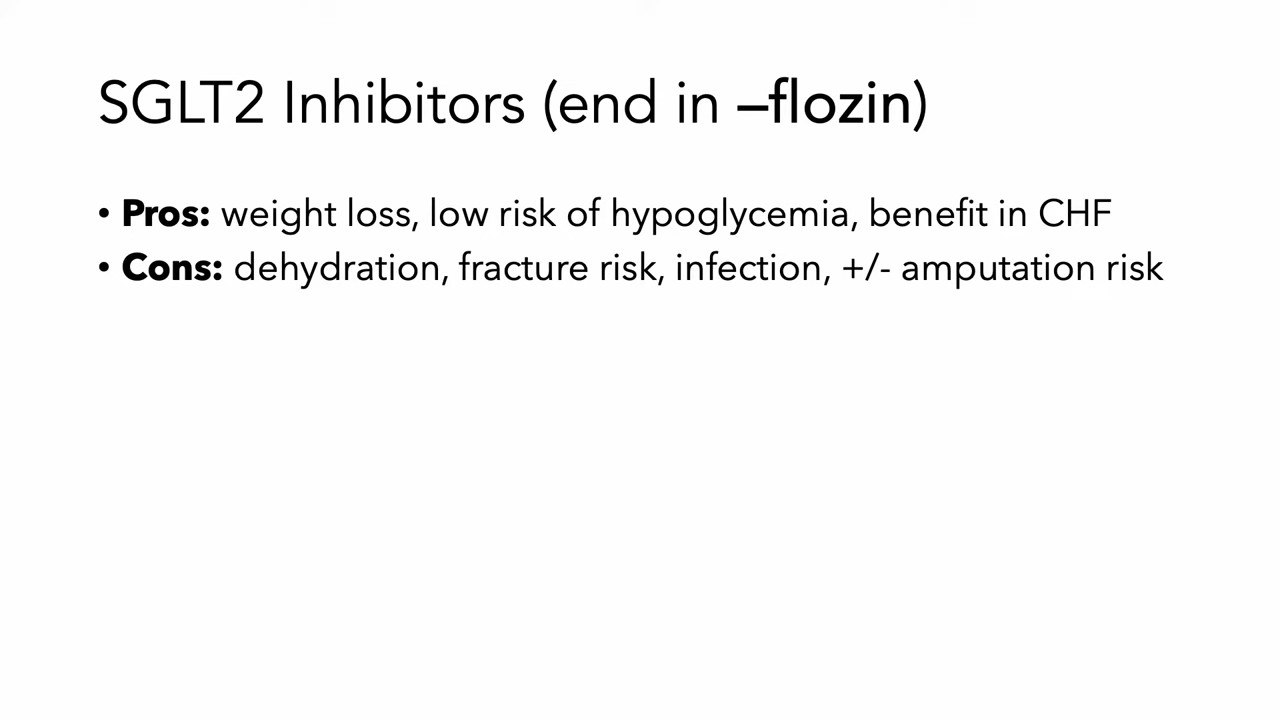 SGLT2 Inhibitors (end in –flozin)
• Pros: weight loss, low risk of hypoglycemia, benefit in CHF
• Cons: dehydration, fracture risk, infection, +/- amputation risk